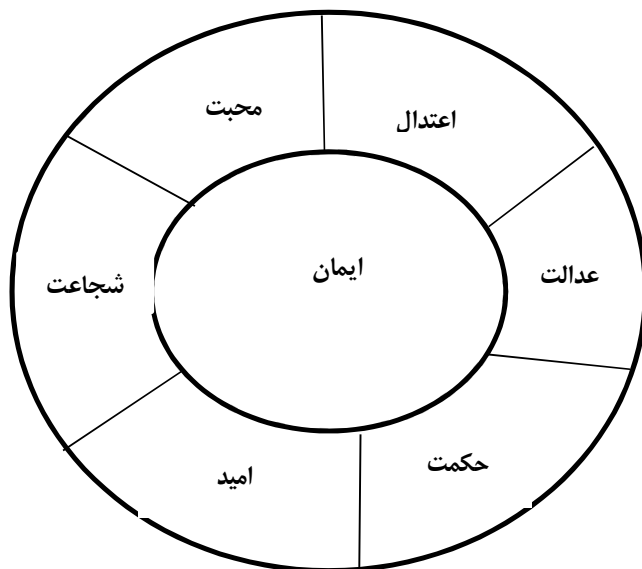 محبت
اعتدال
ایمان
عدالت
شجاعت
حکمت
امید